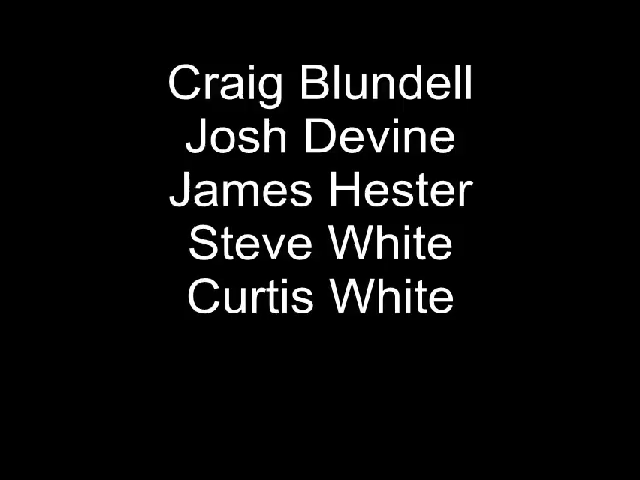 Craig Blundell
Josh Devine
James Hester
Steve White
Curtis White